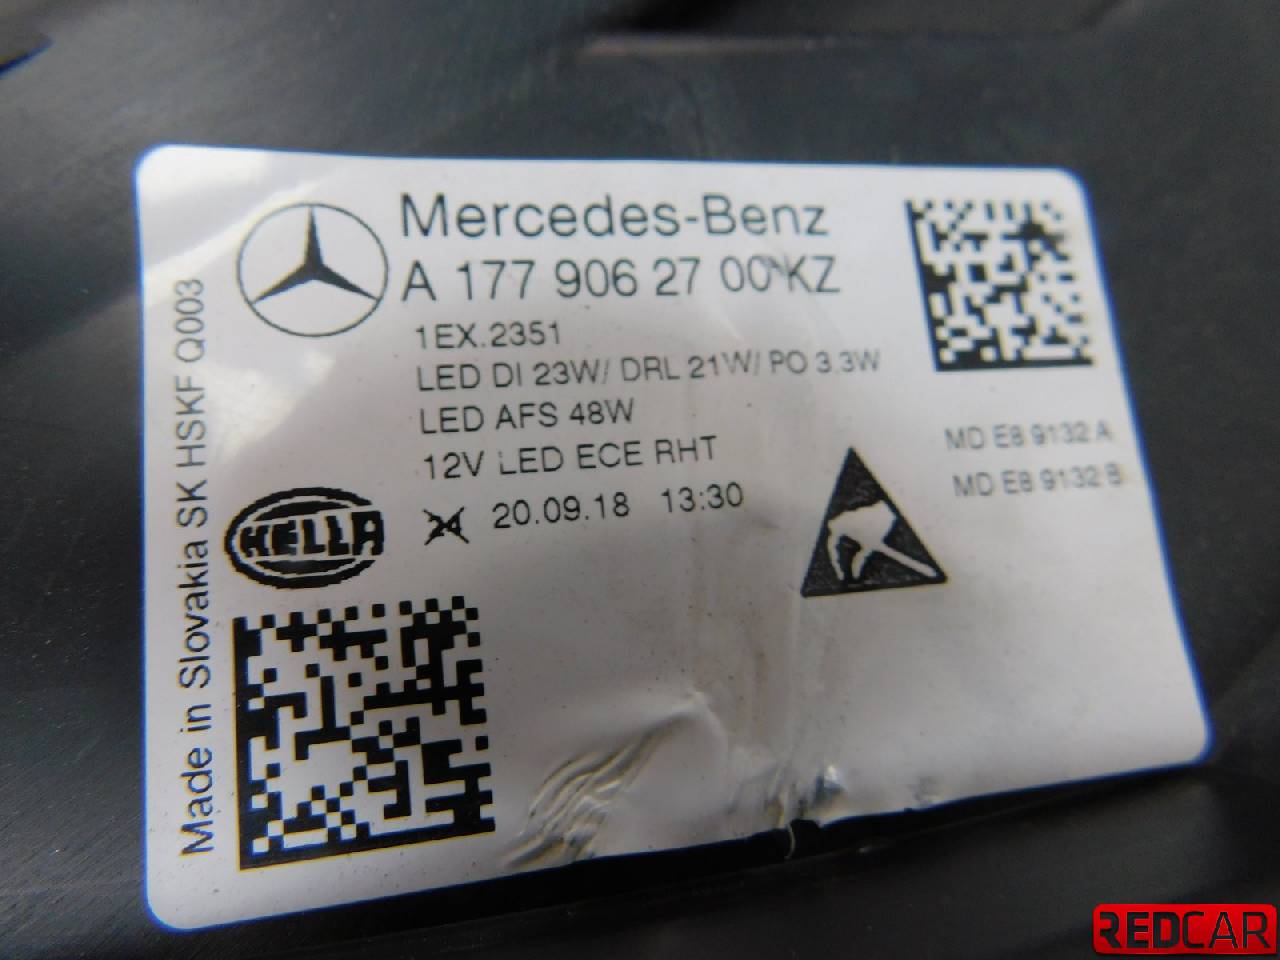 Mercedes-Benz
A 177 906 27 00 KZ
1EX.2351
LED DI 23W/ DRL 21W/ PO 3.3W
LED AFS 48W
12V LED ECE RHT
24 20.09.18 13:30
HELLA
MD E8 9132 A
MD E8 9132 B
Made in Slovakia SK HSKF Q003
REDCAR